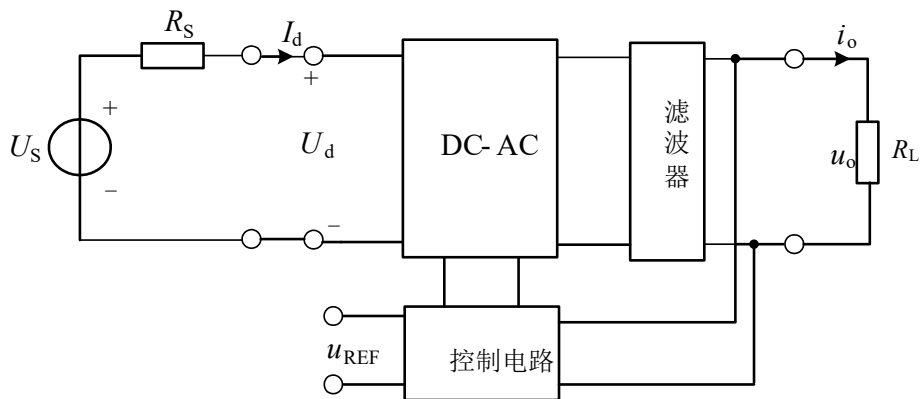 R_S
I_d
i_o
+
U_S
+
−
U_d
−
DC-AC
滤波器
u_o
R_L
u_REF
控制电路